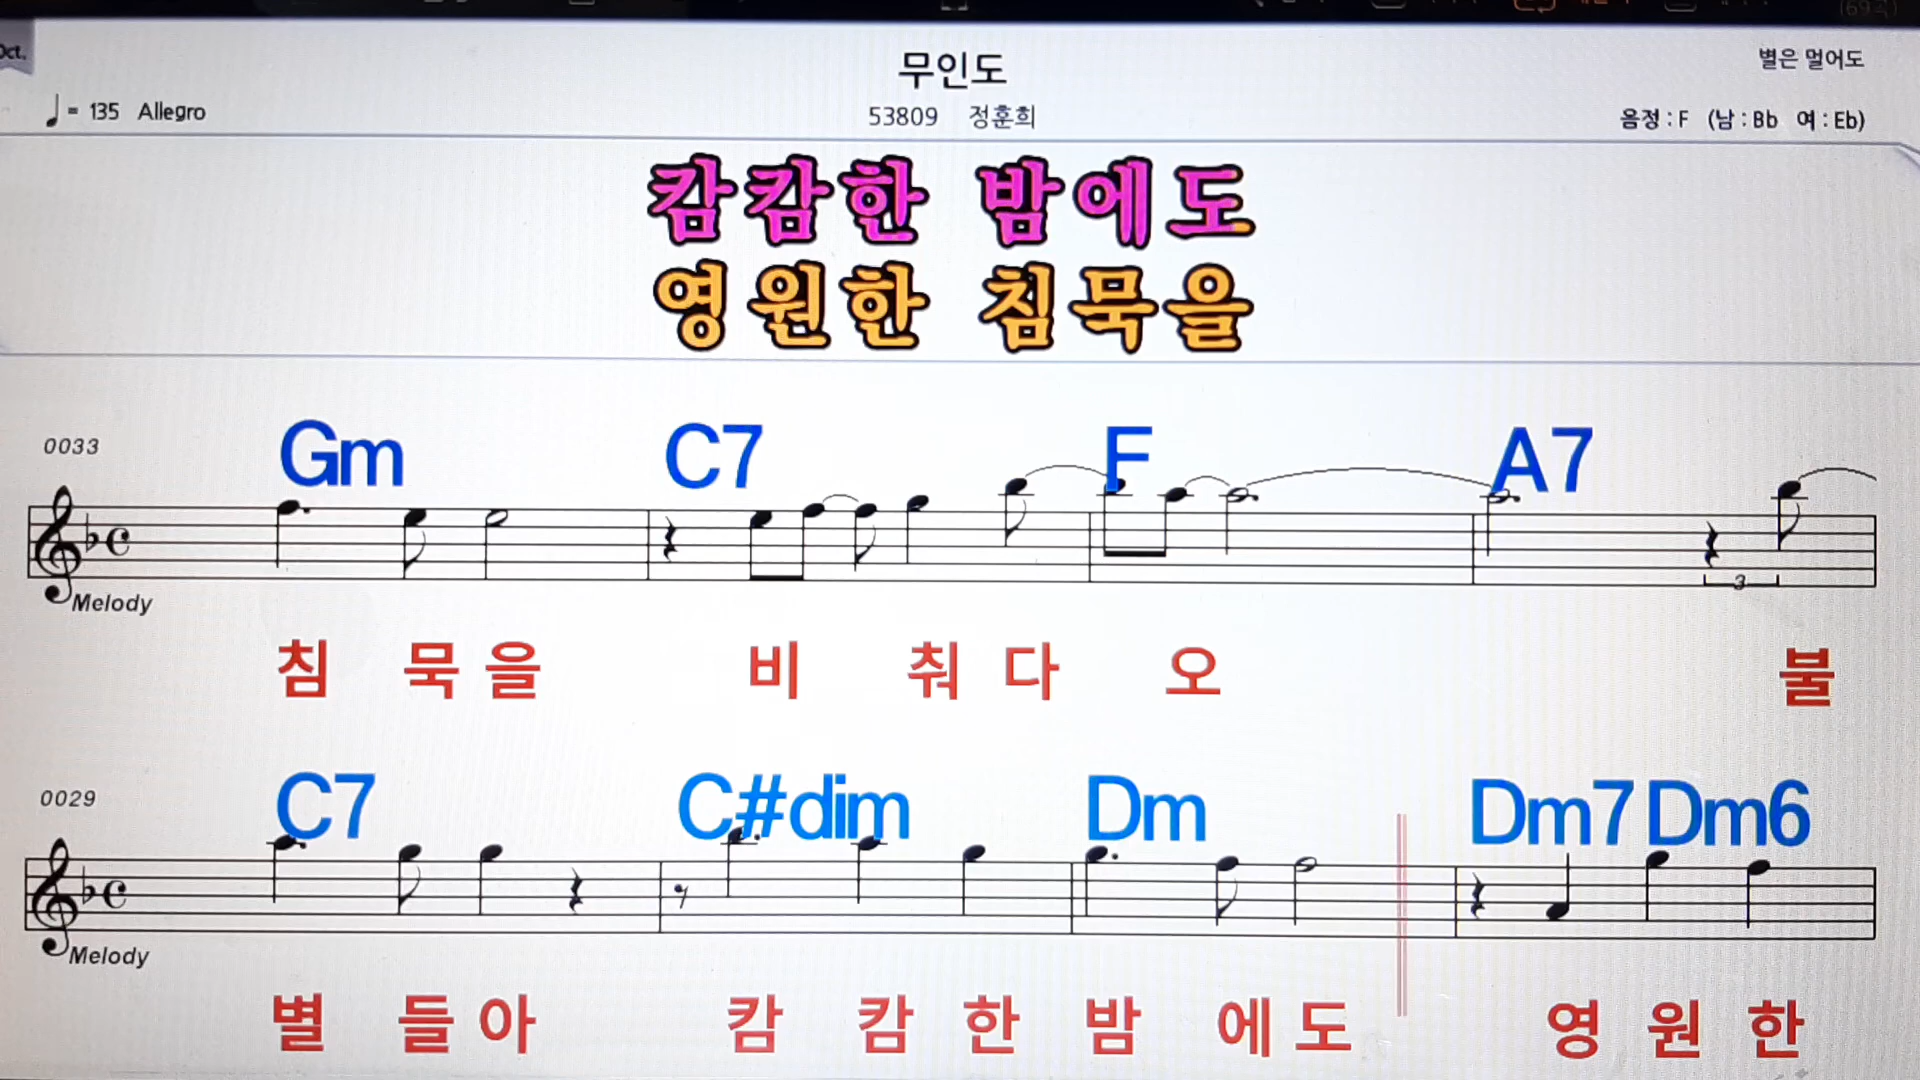 Oct.
무인도
별은 멀어도
= 135 Allegro
53809 정훈희
음정 : F (남 : Bb 여 : Eb)
캄캄한 밤에도
영원한 침묵을
0033
Gm C7 F A7
3
Melody
침 묵 을 비 춰 다 오 불
0029
C7 C#dim Dm Dm7 Dm6
Melody
별 들 아 캄 캄 한 밤 에 도 영 원 한